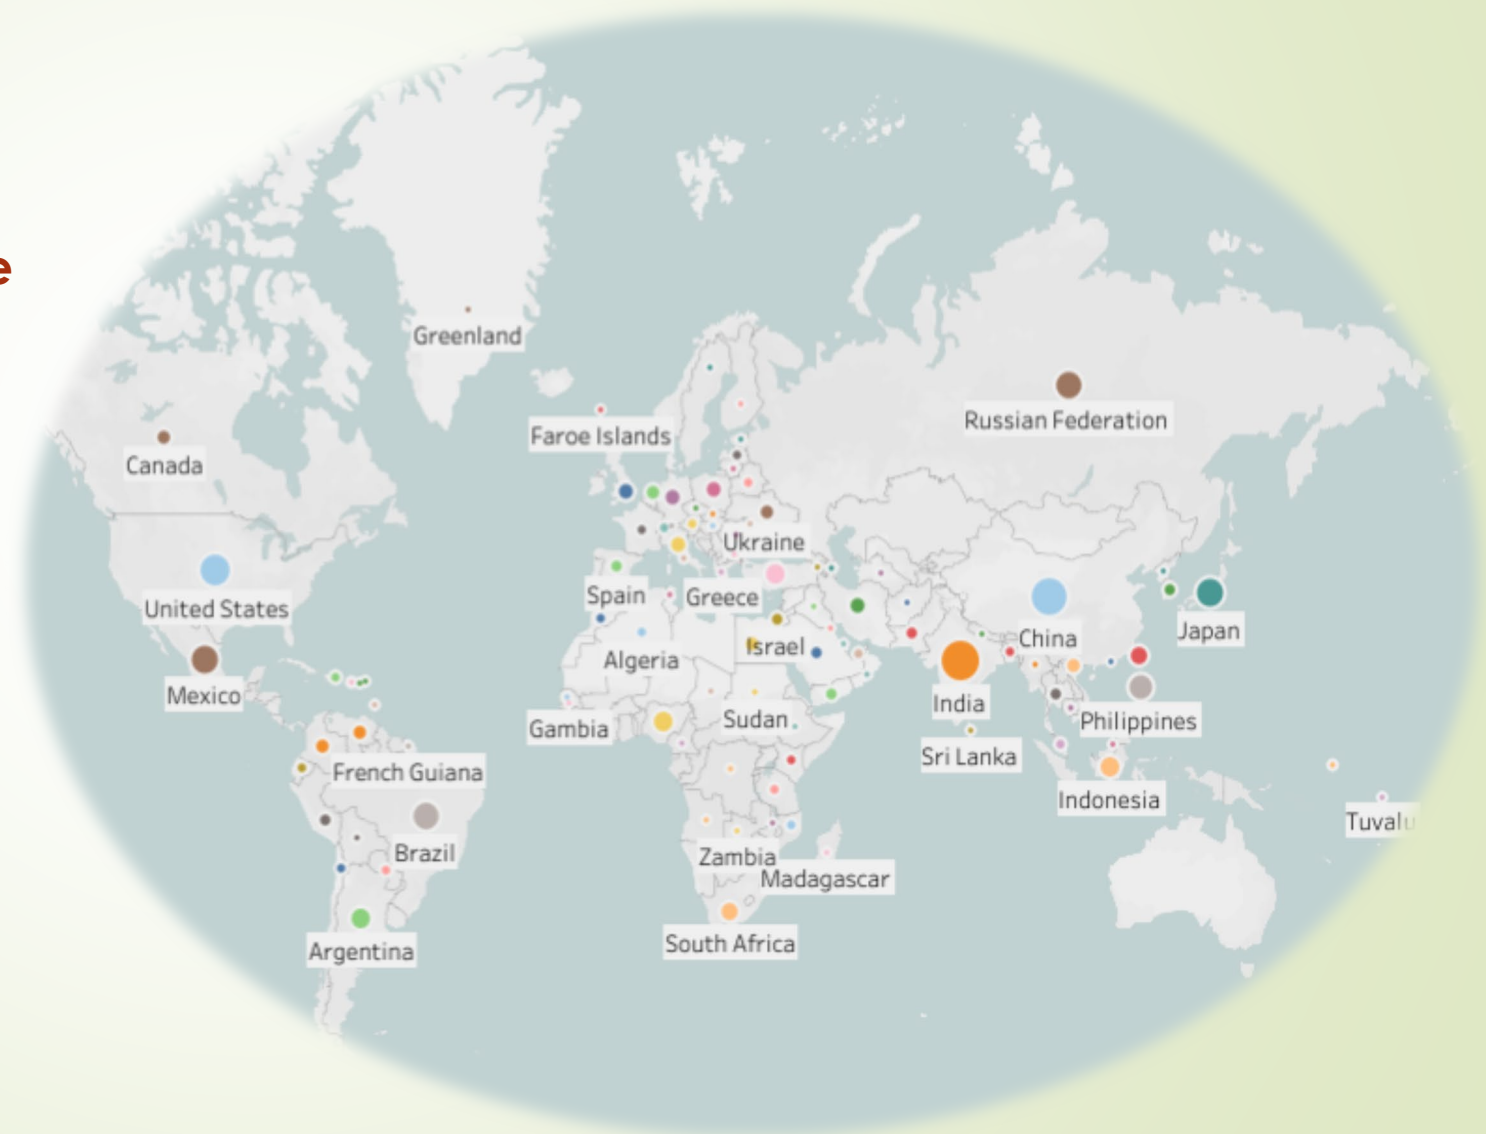 e
Greenland
Faroe Islands
Russian Federation
Canada
Ukraine
United States
Spain
Greece
Japan
China
Israel
Algeria
Mexico
India
Gambia
Sudan
Philippines
Sri Lanka
French Guiana
Indonesia
Tuvalu
Brazil
Zambia
Madagascar
South Africa
Argentina